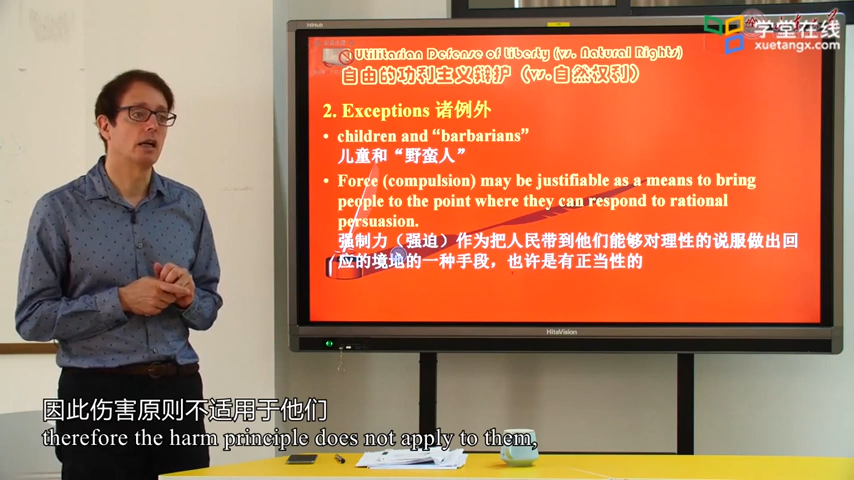 HiHub
学堂在线
xuetangx.com
Utilitarian Defense of Liberty (vs. Natural Rights)
自由的功利主义辩护（vs.自然权利）
2. Exceptions 诸例外
• children and “barbarians”
儿童和“野蛮人”
• Force (compulsion) may be justifiable as a means to bring
people to the point where they can respond to rational
persuasion.
强制力（强迫）作为把人民带到他们能够对理性的说服做出回
应的境地的一种手段，也许是有正当性的
HiteVision
因此伤害原则不适用于他们
therefore the harm principle does not apply to them,